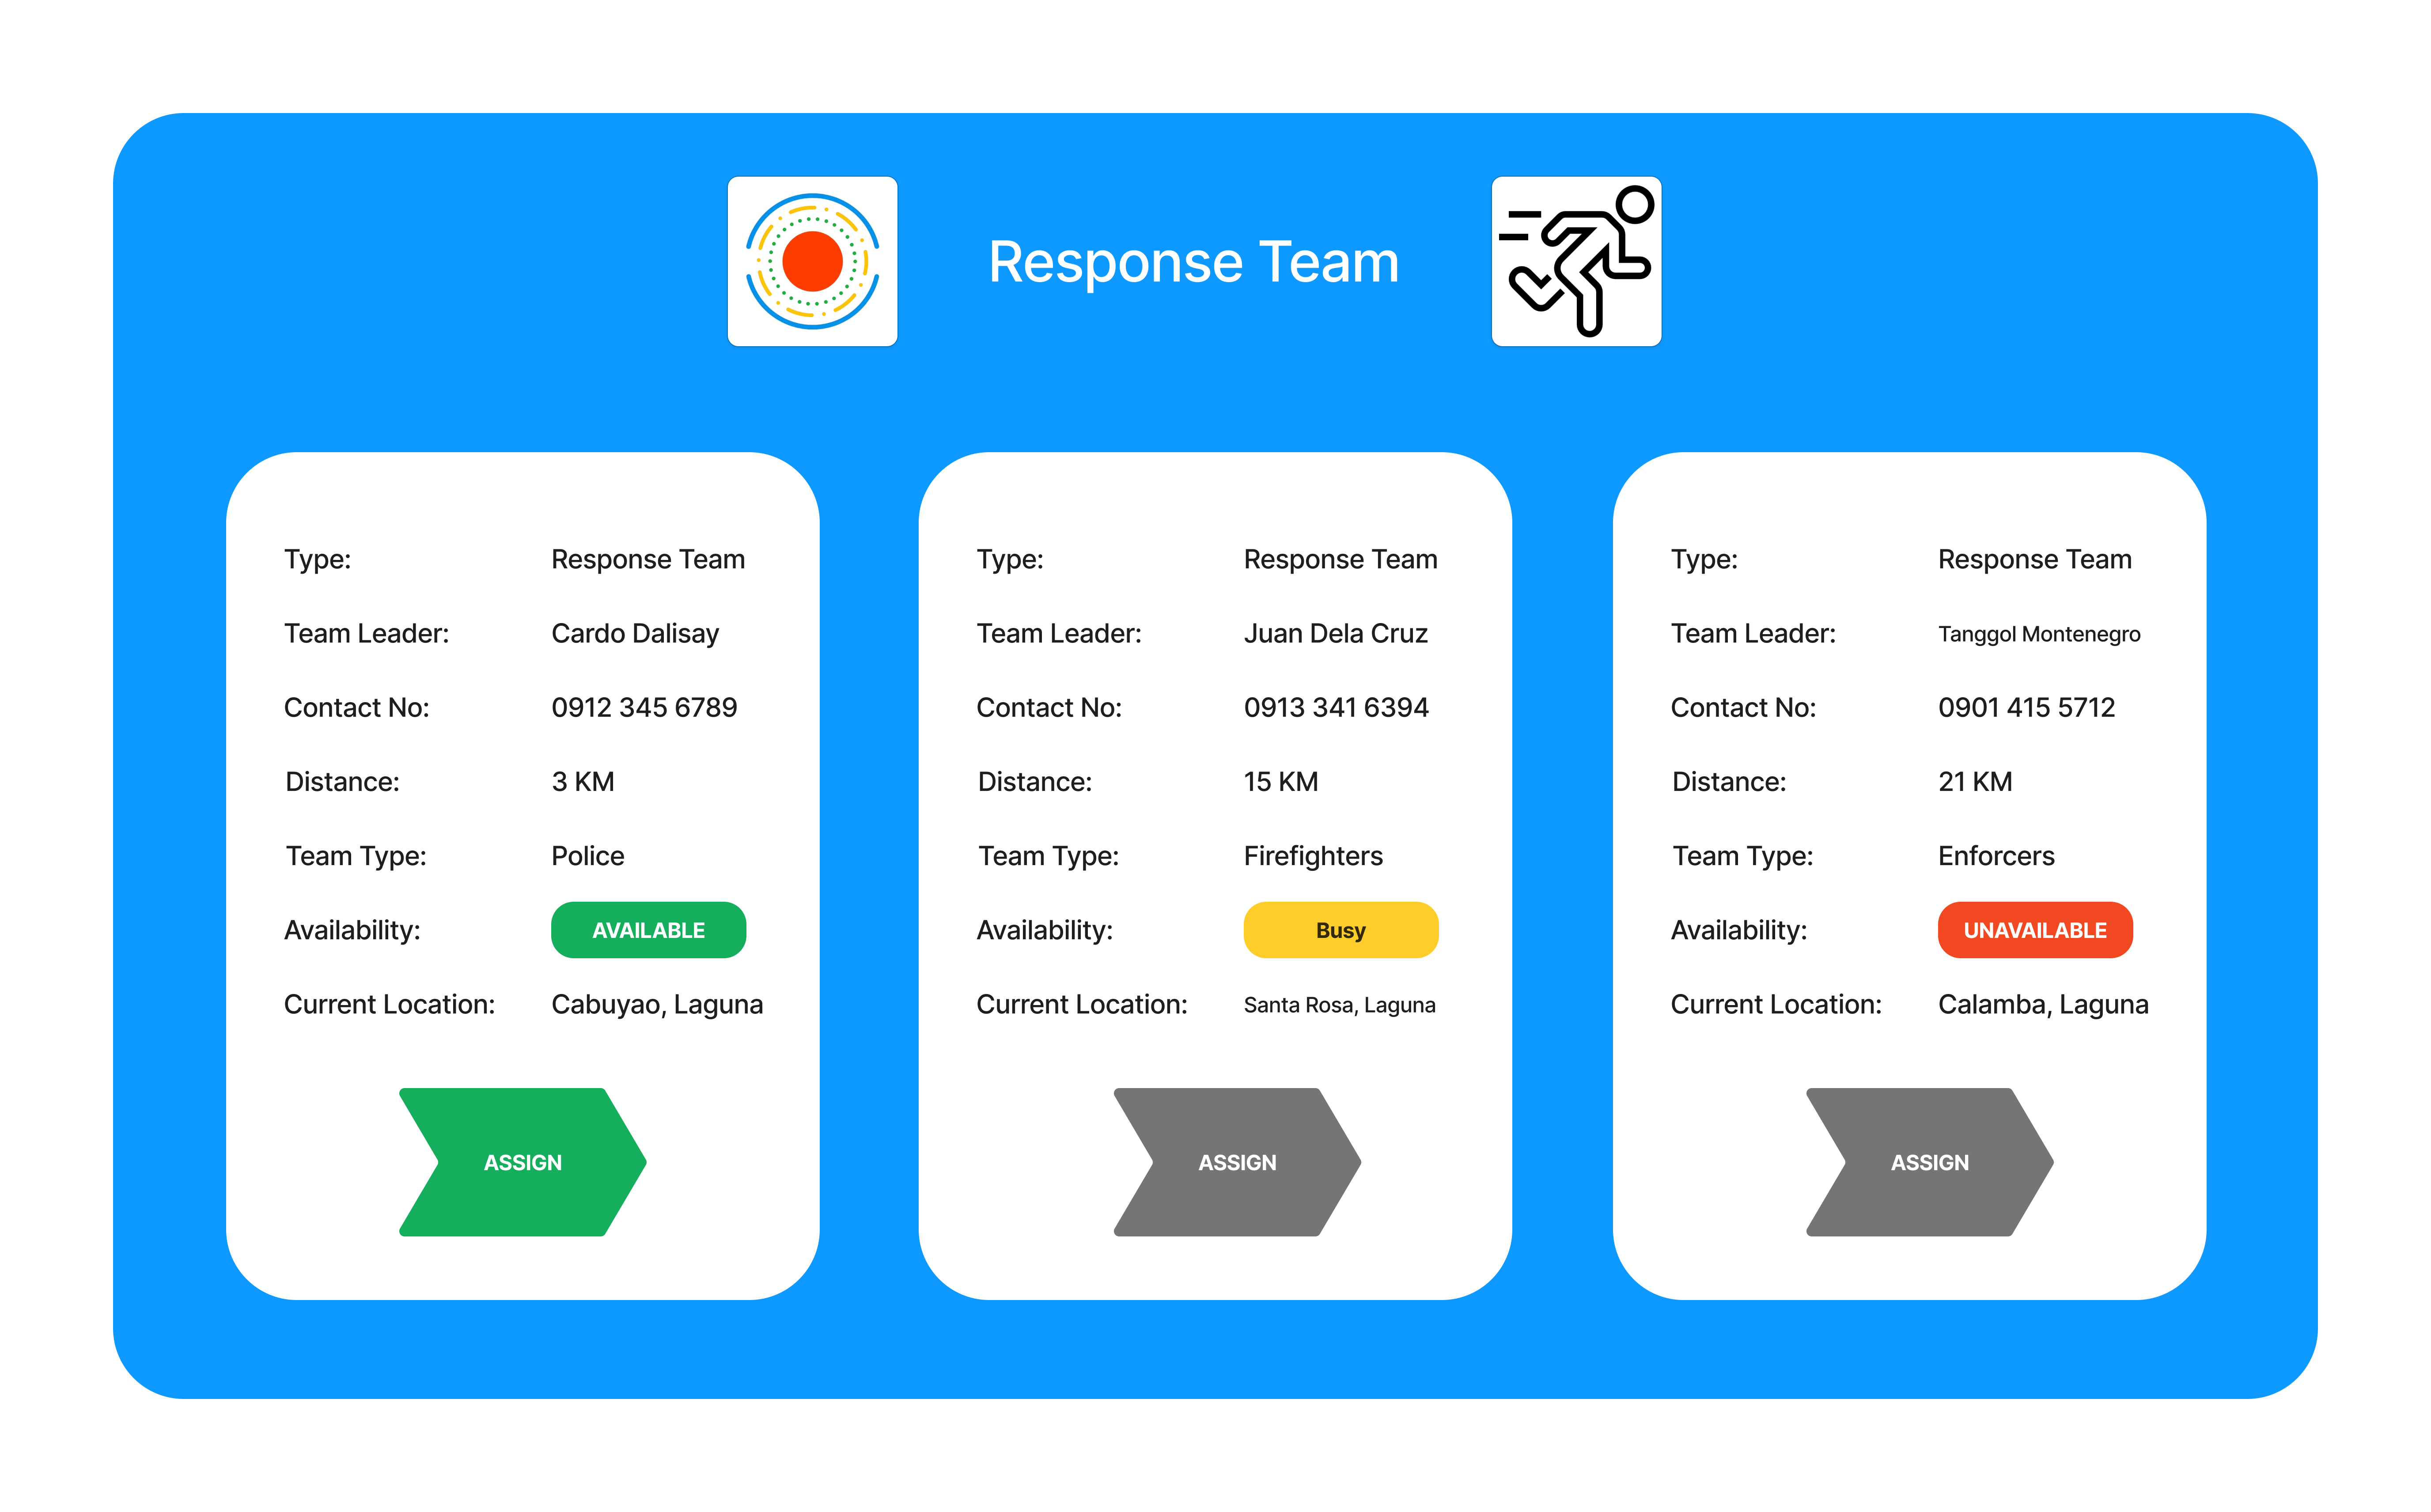 Response Team
Type: Response Team
Team Leader: Cardo Dalisay
Contact No: 0912 345 6789
Distance: 3 KM
Team Type: Police
Availability: AVAILABLE
Current Location: Cabuyao, Laguna
ASSIGN
Type: Response Team
Team Leader: Juan Dela Cruz
Contact No: 0913 341 6394
Distance: 15 KM
Team Type: Firefighters
Availability: Busy
Current Location: Santa Rosa, Laguna
ASSIGN
Type: Response Team
Team Leader: Tanggol Montenegro
Contact No: 0901 415 5712
Distance: 21 KM
Team Type: Enforcers
Availability: UNAVAILABLE
Current Location: Calamba, Laguna
ASSIGN